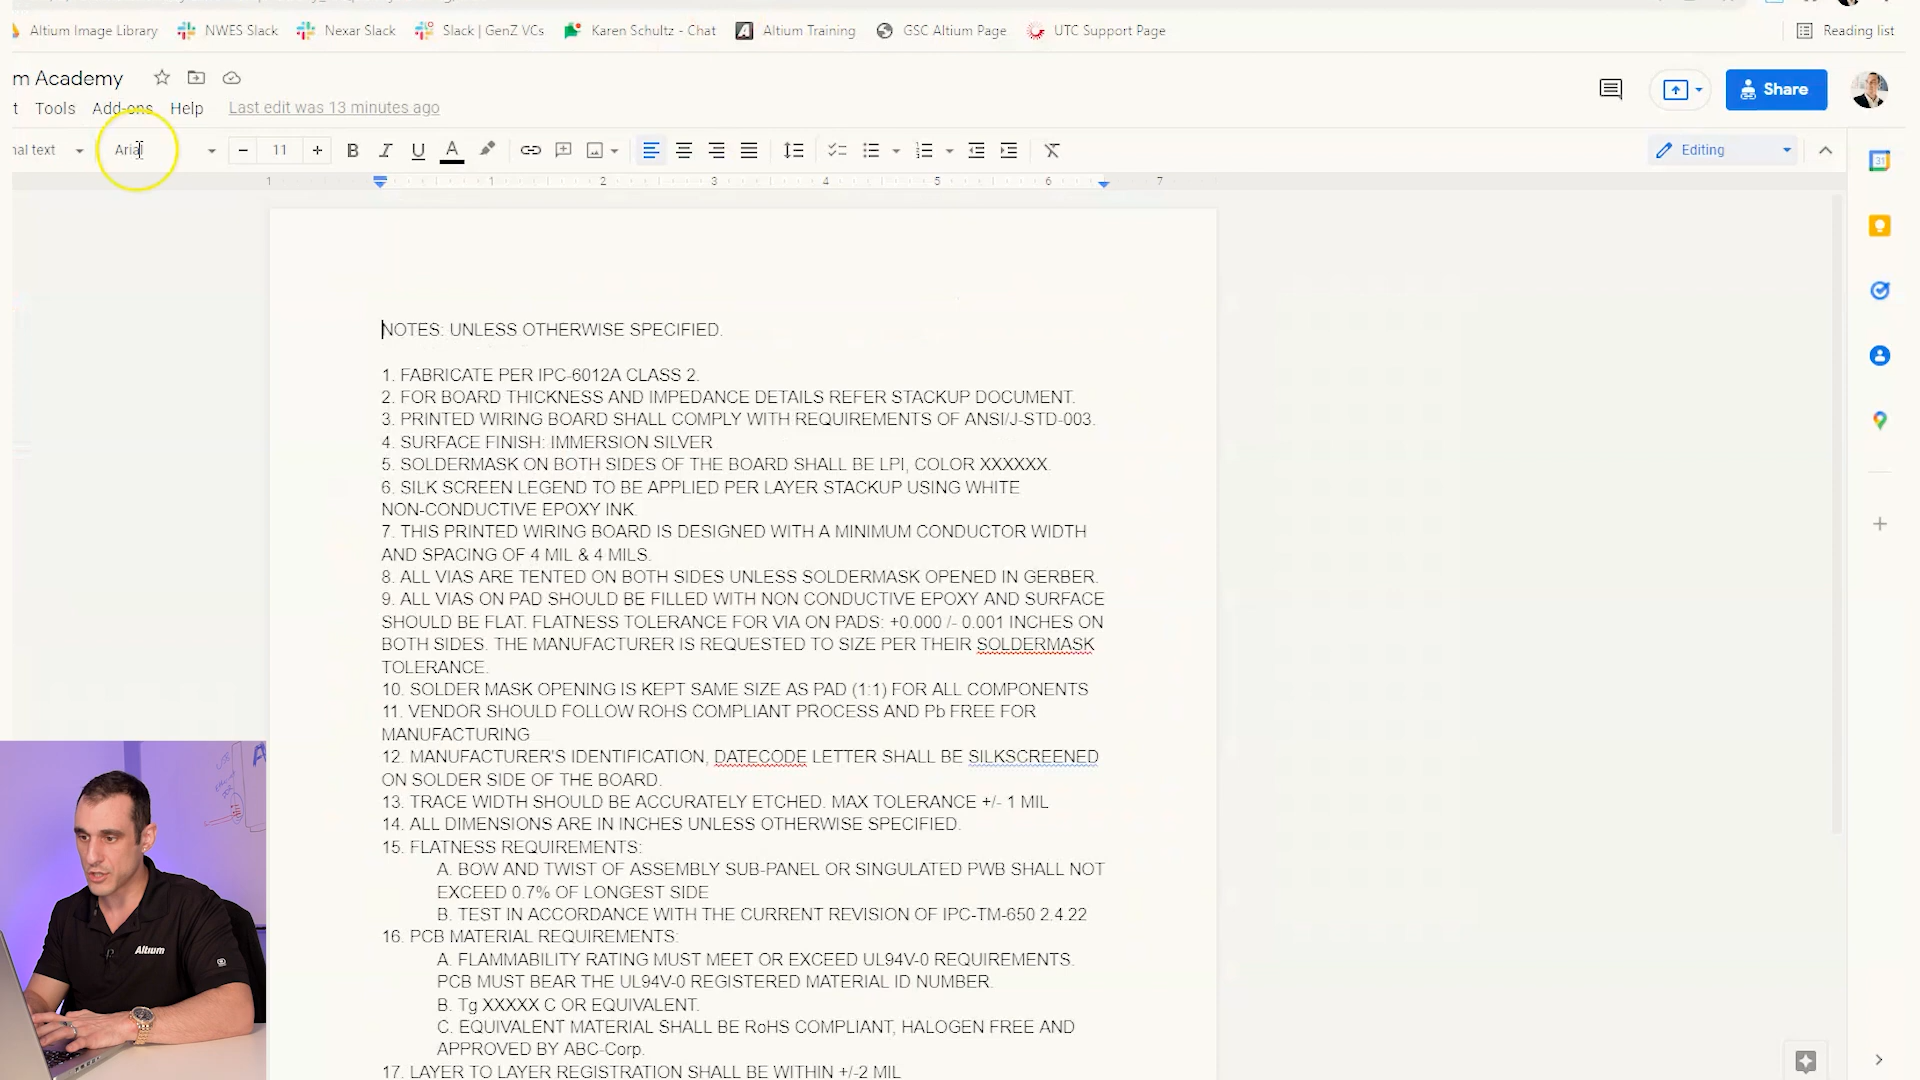 Altium Image Library
NWES Slack
Nexar Slack
Slack | GenZ VCs
Karen Schultz - Chat
Altium Training
GSC Altium Page
UTC Support Page
Reading list
m Academy
t Tools Add-ons Help Last edit was 13 minutes ago
Share
nal text Arial 11
Editing
1 1 2 3 4 5 6 7
NOTES: UNLESS OTHERWISE SPECIFIED.
1. FABRICATE PER IPC-6012A CLASS 2.
2. FOR BOARD THICKNESS AND IMPEDANCE DETAILS REFER STACKUP DOCUMENT.
3. PRINTED WIRING BOARD SHALL COMPLY WITH REQUIREMENTS OF ANSI/J-STD-003.
4. SURFACE FINISH: IMMERSION SILVER
5. SOLDERMASK ON BOTH SIDES OF THE BOARD SHALL BE LPI, COLOR XXXXXX.
6. SILK SCREEN LEGEND TO BE APPLIED PER LAYER STACKUP USING WHITE
NON-CONDUCTIVE EPOXY INK.
7. THIS PRINTED WIRING BOARD IS DESIGNED WITH A MINIMUM CONDUCTOR WIDTH
AND SPACING OF 4 MIL & 4 MILS.
8. ALL VIAS ARE TENTED ON BOTH SIDES UNLESS SOLDERMASK OPENED IN GERBER.
9. ALL VIAS ON PAD SHOULD BE FILLED WITH NON CONDUCTIVE EPOXY AND SURFACE
SHOULD BE FLAT. FLATNESS TOLERANCE FOR VIA ON PADS: +0.000 /- 0.001 INCHES ON
BOTH SIDES. THE MANUFACTURER IS REQUESTED TO SIZE PER THEIR SOLDERMASK
TOLERANCE.
10. SOLDER MASK OPENING IS KEPT SAME SIZE AS PAD (1:1) FOR ALL COMPONENTS
11. VENDOR SHOULD FOLLOW ROHS COMPLIANT PROCESS AND Pb FREE FOR
MANUFACTURING
12. MANUFACTURER'S IDENTIFICATION, DATECODE LETTER SHALL BE SILKSCREENED
ON SOLDER SIDE OF THE BOARD.
13. TRACE WIDTH SHOULD BE ACCURATELY ETCHED. MAX TOLERANCE +/- 1 MIL
14. ALL DIMENSIONS ARE IN INCHES UNLESS OTHERWISE SPECIFIED.
15. FLATNESS REQUIREMENTS:
A. BOW AND TWIST OF ASSEMBLY SUB-PANEL OR SINGULATED PWB SHALL NOT
EXCEED 0.7% OF LONGEST SIDE
B. TEST IN ACCORDANCE WITH THE CURRENT REVISION OF IPC-TM-650 2.4.22
16. PCB MATERIAL REQUIREMENTS:
A. FLAMMABILITY RATING MUST MEET OR EXCEED UL94V-0 REQUIREMENTS.
PCB MUST BEAR THE UL94V-0 REGISTERED MATERIAL ID NUMBER.
B. Tg XXXXX C OR EQUIVALENT.
C. EQUIVALENT MATERIAL SHALL BE RoHS COMPLIANT, HALOGEN FREE AND
APPROVED BY ABC-Corp.
17. LAYER TO LAYER REGISTRATION SHALL BE WITHIN +/-2 MIL
31
Altium